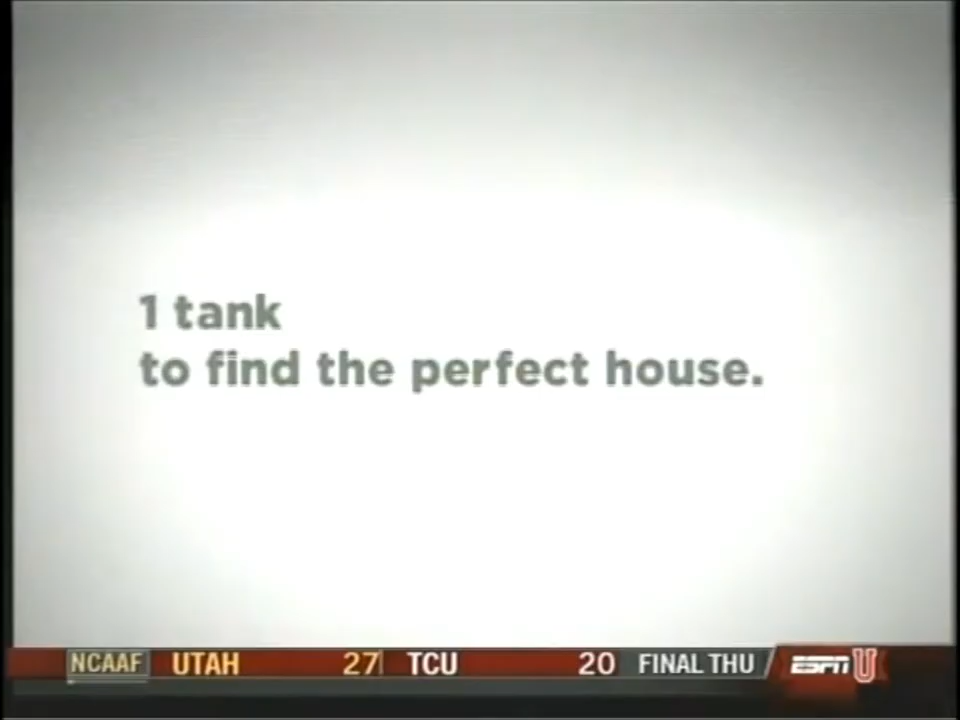 1 tank
to find the perfect house.
NCAAF UTAH 27 TCU 20 FINAL THU ESPN U